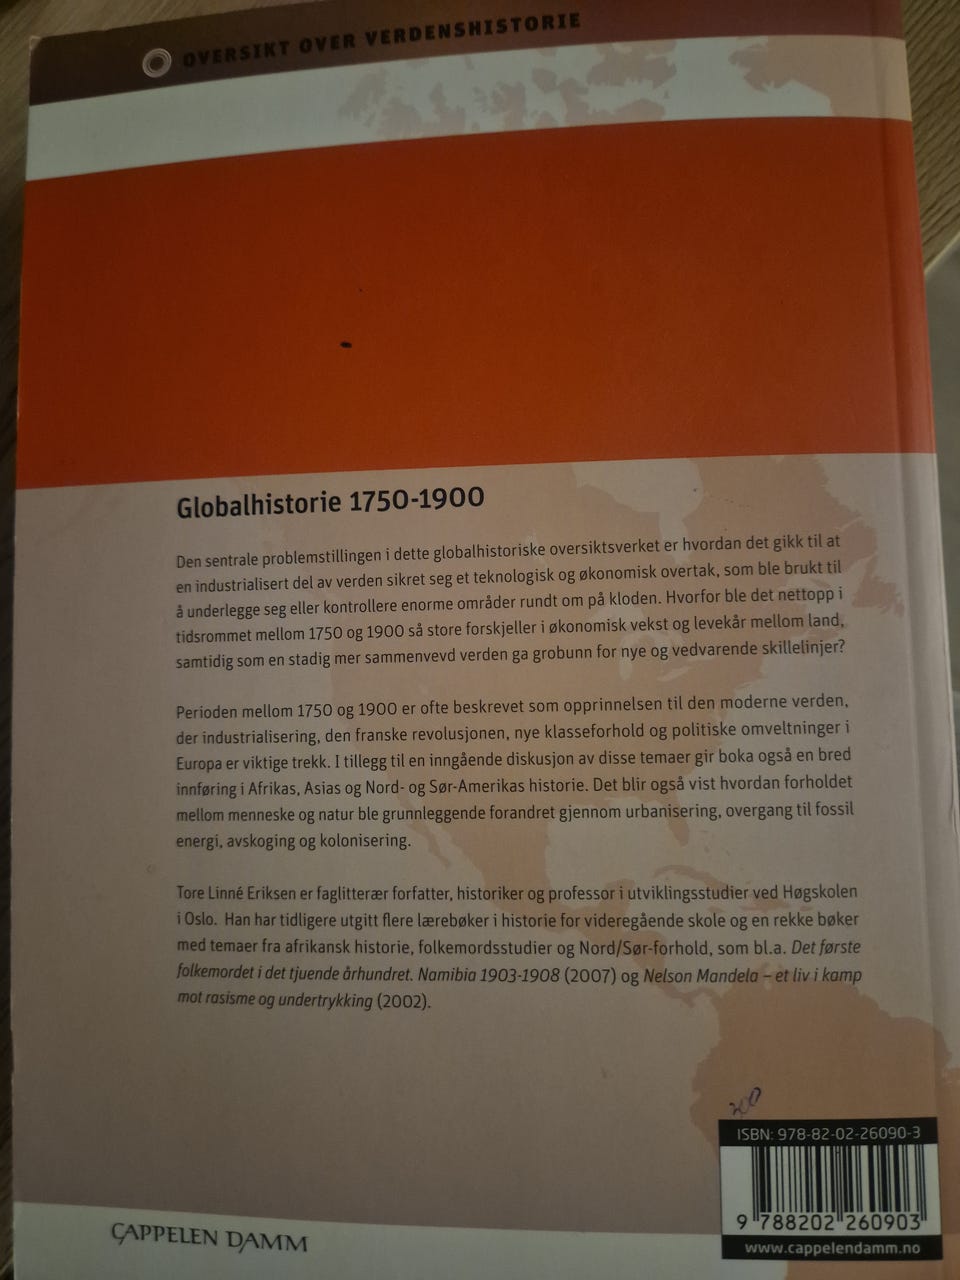 OVERSIKT OVER VERDENSHISTORIE
Globalhistorie 1750-1900
Den sentrale problemstillingen i dette globalhistoriske oversiktsverket er hvordan det gikk til at
en industrialisert del av verden sikret seg et teknologisk og økonomisk overtak, som ble brukt til
å underlegge seg eller kontrollere enorme områder rundt om på kloden. Hvorfor ble det nettopp i
tidsrommet mellom 1750 og 1900 så store forskjeller i økonomisk vekst og levekår mellom land,
samtidig som en stadig mer sammenvevd verden ga grobunn for nye og vedvarende skillelinjer?
Perioden mellom 1750 og 1900 er ofte beskrevet som opprinnelsen til den moderne verden,
der industrialisering, den franske revolusjonen, nye klasseforhold og politiske omveltninger i
Europa er viktige trekk. I tillegg til en inngående diskusjon av disse temaer gir boka også en bred
innføring i Afrikas, Asias og Nord- og Sør-Amerikas historie. Det blir også vist hvordan forholdet
mellom menneske og natur ble grunnleggende forandret gjennom urbanisering, overgang til fossil
energi, avskoging og kolonisering.
Tore Linné Eriksen er faglitterær forfatter, historiker og professor i utviklingsstudier ved Høgskolen
i Oslo. Han har tidligere utgitt flere lærebøker i historie for videregående skole og en rekke bøker
med temaer fra afrikansk historie, folkemordsstudier og Nord/Sør-forhold, som bl.a. Det første
folkemordet i det tjuende århundret. Namibia 1903-1908 (2007) og Nelson Mandela – et liv i kamp
mot rasisme og undertrykking (2002).
200
ISBN: 978-82-02-26090-3
9 788202 260903
www.cappelendamm.no
CAPPELEN DAMM